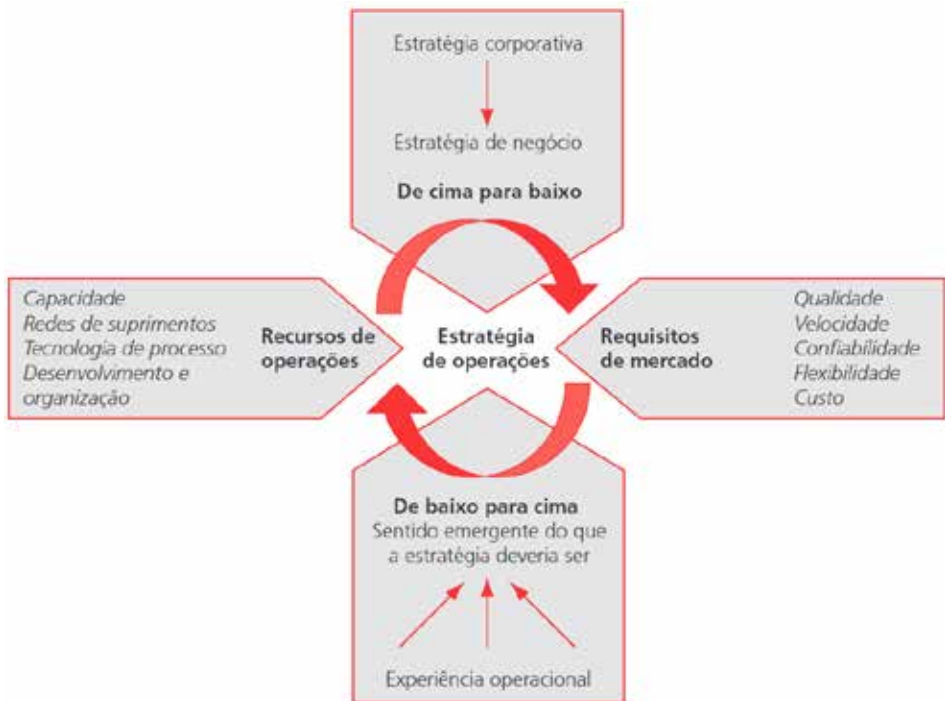 Estratégia corporativa
Estratégia de negócio
De cima para baixo
Capacidade
Redes de suprimentos
Tecnologia de processo
Desenvolvimento e
organização
Recursos de
operações
Estratégia
de operações
Requisitos
de mercado
Qualidade
Velocidade
Confiabilidade
Flexibilidade
Custo
De baixo para cima
Sentido emergente do que
a estratégia deveria ser
Experiência operacional